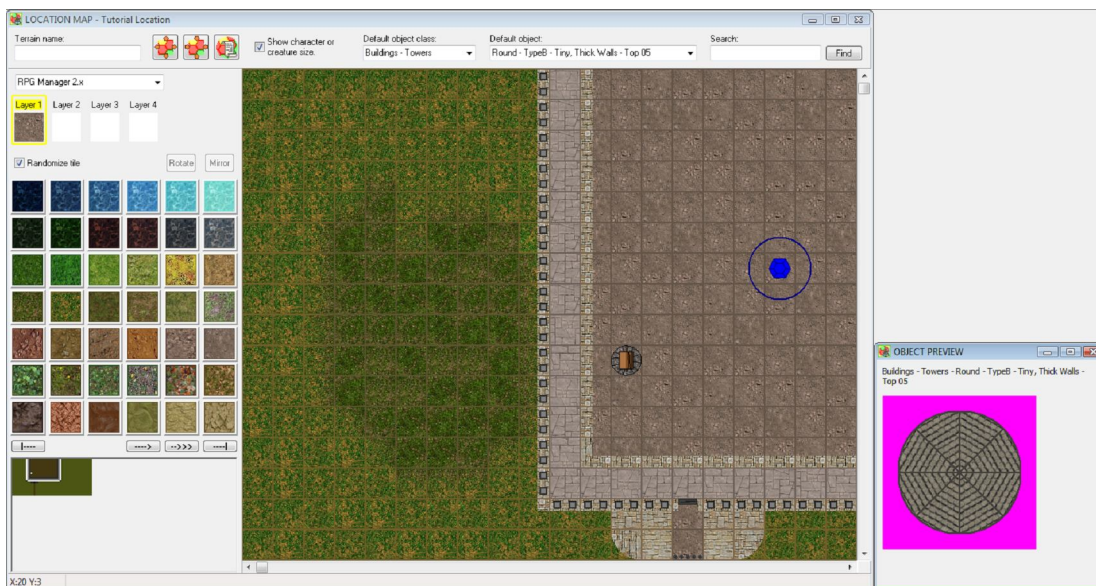 LOCATION MAP - Tutorial Location
Terrain name:
Show character or
creature size.
Default object class:
Buildings - Towers
Default object:
Round - TypeB - Tiny, Thick Walls - Top 05
Search:
Find
RPG Manager 2.x
Layer 1 Layer 2 Layer 3 Layer 4
Randomize tile
Rotate
Mirror
|----
---->
-->>>
----|
X:20 Y:3
OBJECT PREVIEW
Buildings - Towers - Round - TypeB - Tiny, Thick Walls -
Top 05